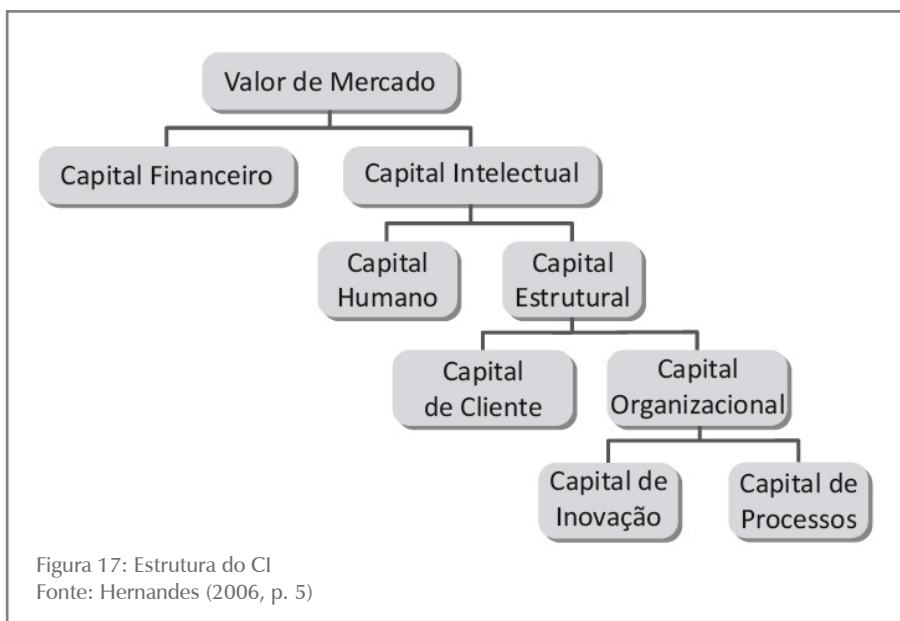 Valor de Mercado
Capital Financeiro
Capital Intelectual
Capital
Humano
Capital
Estrutural
Capital
de Cliente
Capital
Organizacional
Capital de
Inovação
Capital de
Processos
Figura 17: Estrutura do CI
Fonte: Hernandes (2006, p. 5)